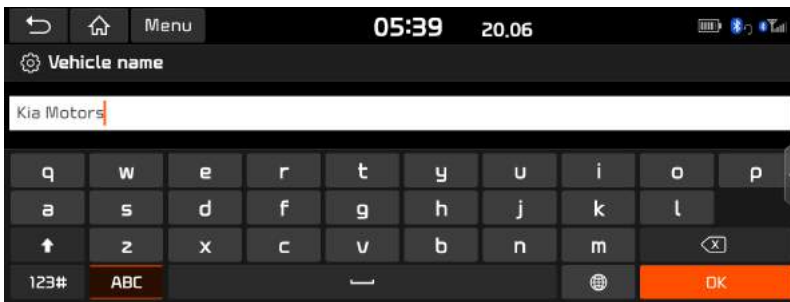 Menu 05:39 20.06
Vehicle name
Kia Motors
q w e r t y u i o p
a s d f g h j k l
z x c v b n m
123# ABC OK